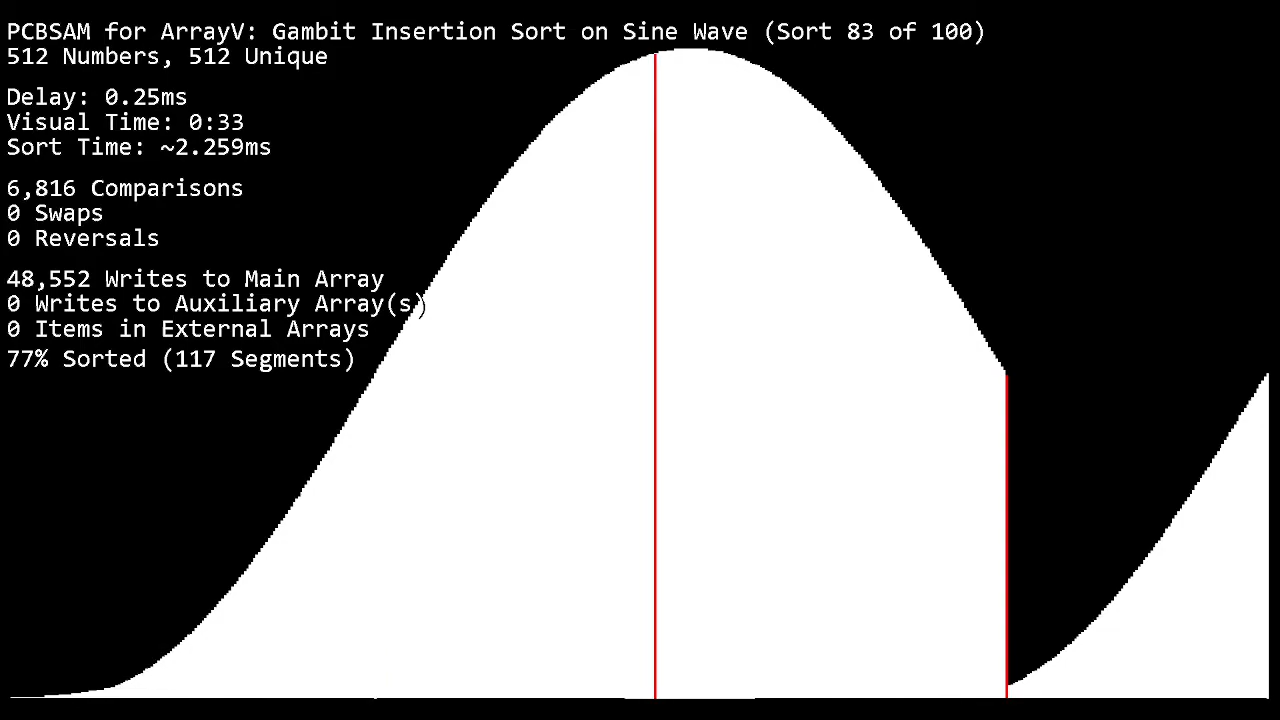 PCBSAM for ArrayV: Gambit Insertion Sort on Sine Wave (Sort 83 of 100)
512 Numbers, 512 Unique
Delay: 0.25ms
Visual Time: 0:33
Sort Time: ~2.259ms
6,816 Comparisons
0 Swaps
0 Reversals
48,552 Writes to Main Array
0 Writes to Auxiliary Array(s)
0 Items in External Arrays
77% Sorted (117 Segments)